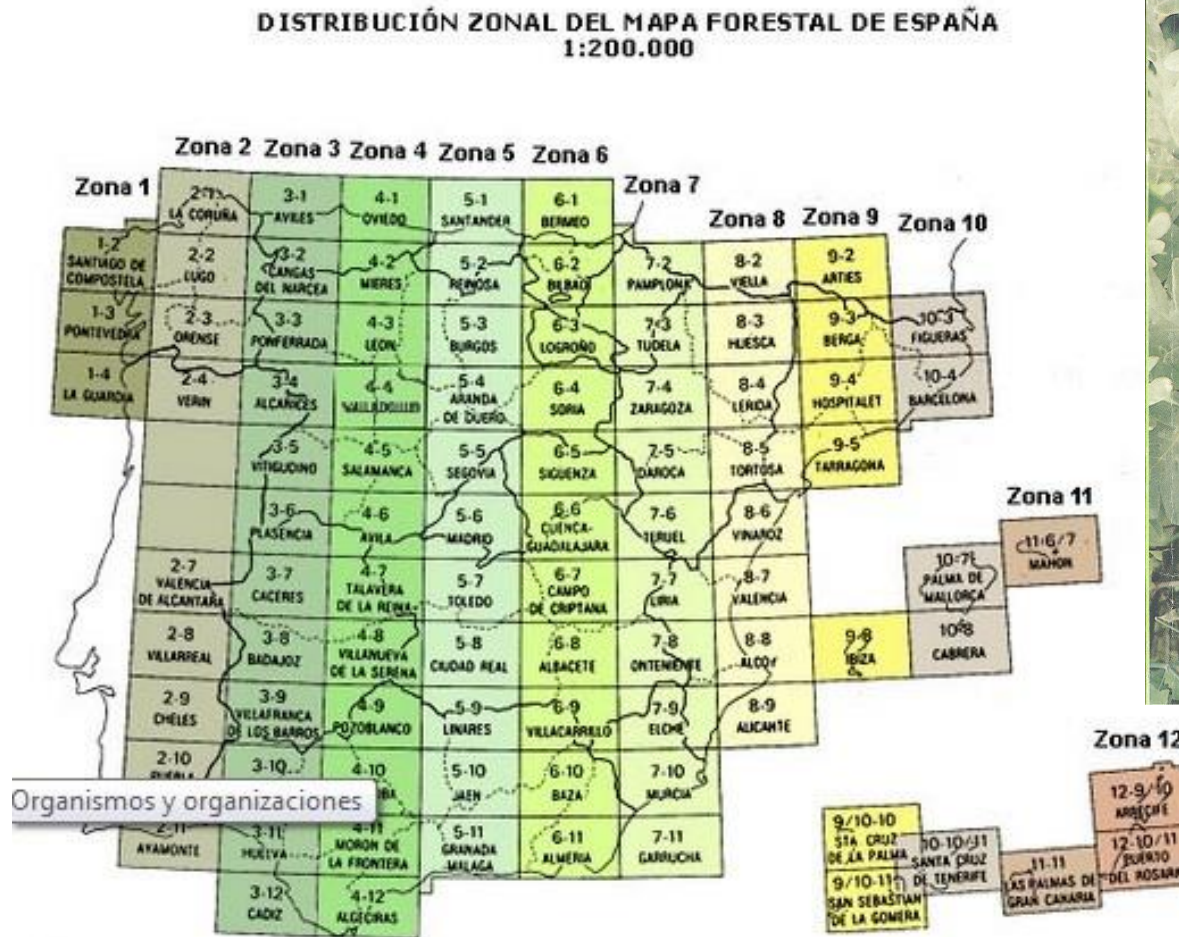 DISTRIBUCIÓN ZONAL DEL MAPA FORESTAL DE ESPAÑA
1:200.000
Zona 1
Zona 2
Zona 3
Zona 4
Zona 5
Zona 6
Zona 7
Zona 8
Zona 9
Zona 10
Zona 11
Zona 12
1-2
SANTIAGO DE
COMPOSTELA
1-3
PONTEVEDRA
1-4
LA GUARDIA
2-1
LA CORUÑA
2-2
LUGO
2-3
ORENSE
2-4
VERIN
2-7
VALENCIA
DE ALCANTARA
2-8
VILLARREAL
2-9
CHELES
2-10
2-11
AYAMONTE
3-1
AVILES
3-2
CANGAS
DEL NARCEA
3-3
PONFERRADA
3-4
ALCAÑICES
3-5
VITIGUDINO
3-6
PLASENCIA
3-7
CACERES
3-8
BADAJOZ
3-9
VILLAFRANCA
DE LOS BARROS
3-10
3-11
HUELVA
3-12
CADIZ
4-1
OVIEDO
4-2
MIERES
4-3
LEON
4-4
VALLADOLID
4-5
SALAMANCA
4-6
AVILA
4-7
TALAVERA
DE LA REINA
4-8
VILLANUEVA
DE LA SERENA
4-9
POZOBLANCO
4-10
OBA
4-11
MORON DE
LA FRONTERA
4-12
ALGECIRAS
5-1
SANTANDER
5-2
REINOSA
5-3
BURGOS
5-4
ARANDA
DE DUERO
5-5
SEGOVIA
5-6
MADRID
5-7
TOLEDO
5-8
CIUDAD REAL
5-9
LINARES
5-10
JAEN
5-11
GRANADA
MALAGA
6-1
BERMEO
6-2
BILBAO
6-3
LOGROÑO
6-4
SORIA
6-5
SIGUENZA
6-6
CUENCA-
GUADALAJARA
6-7
CAMPO
DE CRIPTANA
6-8
ALBACETE
6-9
VILLACARRILLO
6-10
BAZA
6-11
ALMERIA
7-2
PAMPLONA
7-3
TUDELA
7-4
ZARAGOZA
7-5
DAROCA
7-6
TERUEL
7-7
LIRIA
7-8
ONTENIENTE
7-9
ELCHE
7-10
MURCIA
7-11
GARRUCHA
8-2
VIELLA
8-3
HUESCA
8-4
LERIDA
8-5
TORTOSA
8-6
VINAROZ
8-7
VALENCIA
8-8
ALCOY
8-9
ALICANTE
9-2
ARTIES
9-3
BERGA
9-4
HOSPITALET
9-5
TARRAGONA
9-8
IBIZA
10-3
FIGUERAS
10-4
BARCELONA
10-7
PALMA DE
MALLORCA
10-8
CABRERA
11-6/7
MAHON
9/10-10
STA CRUZ
DE LA PALMA
9/10-11
SAN SEBASTIAN
DE LA GOMERA
10-10/11
SANTA CRUZ
DE TENERIFE
11-11
LAS PALMAS DE
GRAN CANARIA
12-9/10
ARRECIFE
12-10/11
PUERTO
DEL ROSARI
Organismos y organizaciones